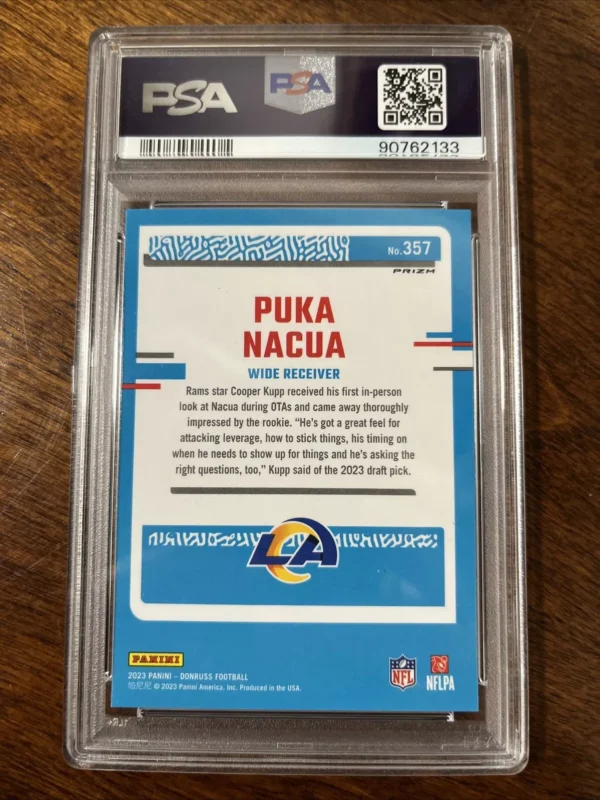 PSA
PSA
90762133
No.357
PRIZM
PUKA
NACUA
WIDE RECEIVER
Rams star Cooper Kupp received his first in-person
look at Nacua during OTAs and came away thoroughly
impressed by the rookie. “He's got a great feel for
attacking leverage, how to stick things, his timing on
when he needs to show up for things and he's asking the
right questions, too,” Kupp said of the 2023 draft pick.
LA
PANINI
2023 PANINI – DONRUSS FOOTBALL
帕尼尼 © 2023 Panini America, Inc. Produced in the USA.
NFL
NFLPA